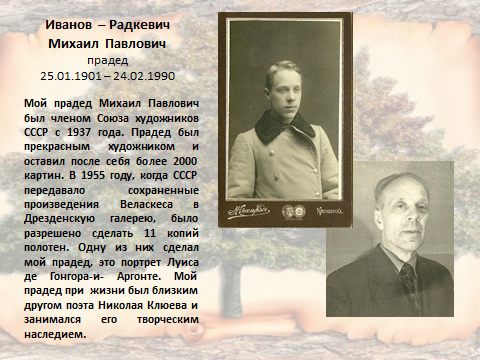 Иванов – Радкевич
Михаил Павлович
прадед
25.01.1901 – 24.02.1990
Мой прадед Михаил Павлович
был членом Союза художников
СССР с 1937 года. Прадед был
прекрасным художником и
оставил после себя более 2000
картин. В 1955 году, когда СССР
передавало сохраненные
произведения Веласкеса в
Дрезденскую галерею, было
разрешено сделать 11 копий
полотен. Одну из них сделал
мой прадед, это портрет Луиса
де Гонгора-и- Аргонте. Мой
прадед при жизни был близким
другом поэта Николая Клюева и
занимался его творческим
наследием.